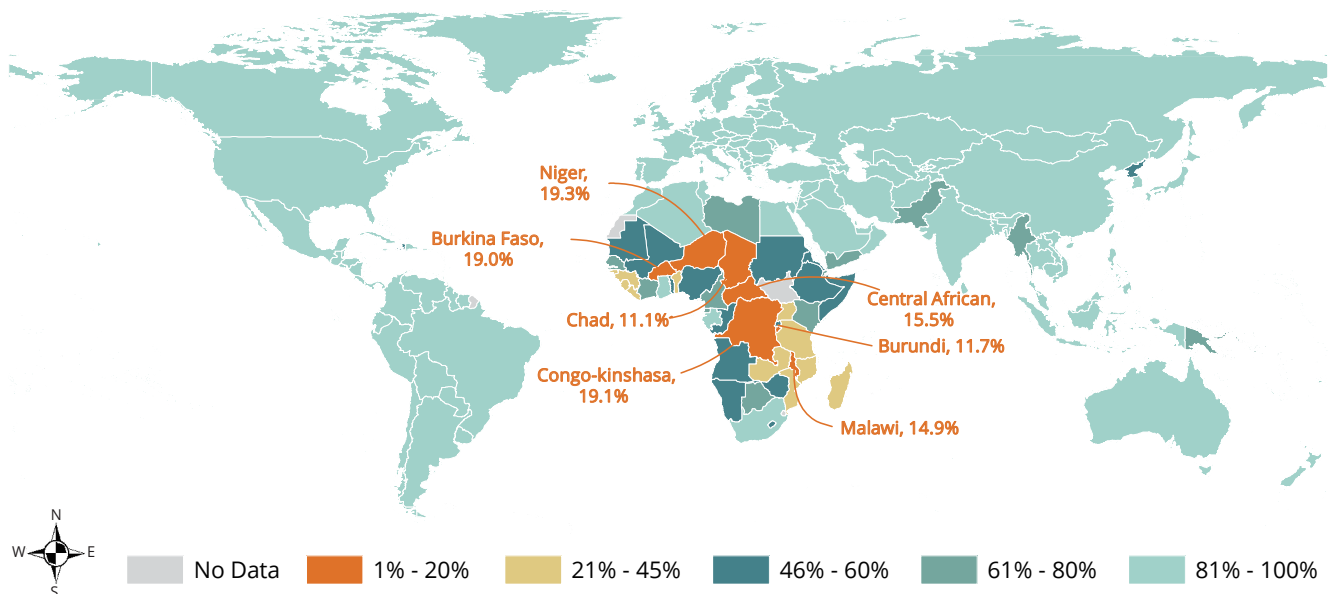 Niger,
19.3%
Burkina Faso,
19.0%
Chad, 11.1%
Central African,
15.5%
Burundi, 11.7%
Congo-kinshasa,
19.1%
Malawi, 14.9%
N
W E
S
No Data
1% - 20%
21% - 45%
46% - 60%
61% - 80%
81% - 100%